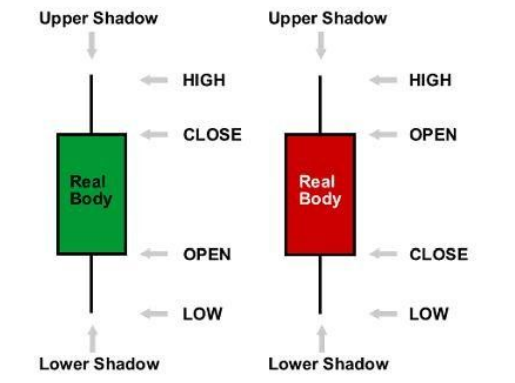 Upper Shadow
HIGH
CLOSE
Real
Body
OPEN
LOW
Lower Shadow
Upper Shadow
HIGH
OPEN
Real
Body
CLOSE
LOW
Lower Shadow